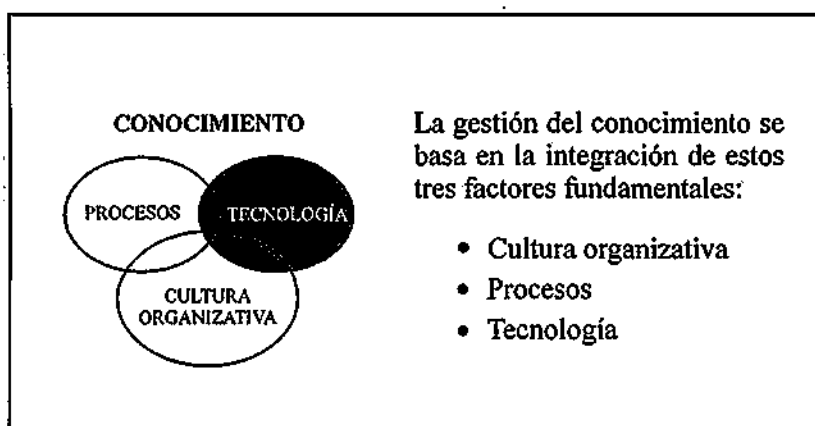 CONOCIMIENTO
PROCESOS
TECNOLOGÍA
CULTURA
ORGANIZATIVA
La gestión del conocimiento se
basa en la integración de estos
tres factores fundamentales:
• Cultura organizativa
• Procesos
• Tecnología